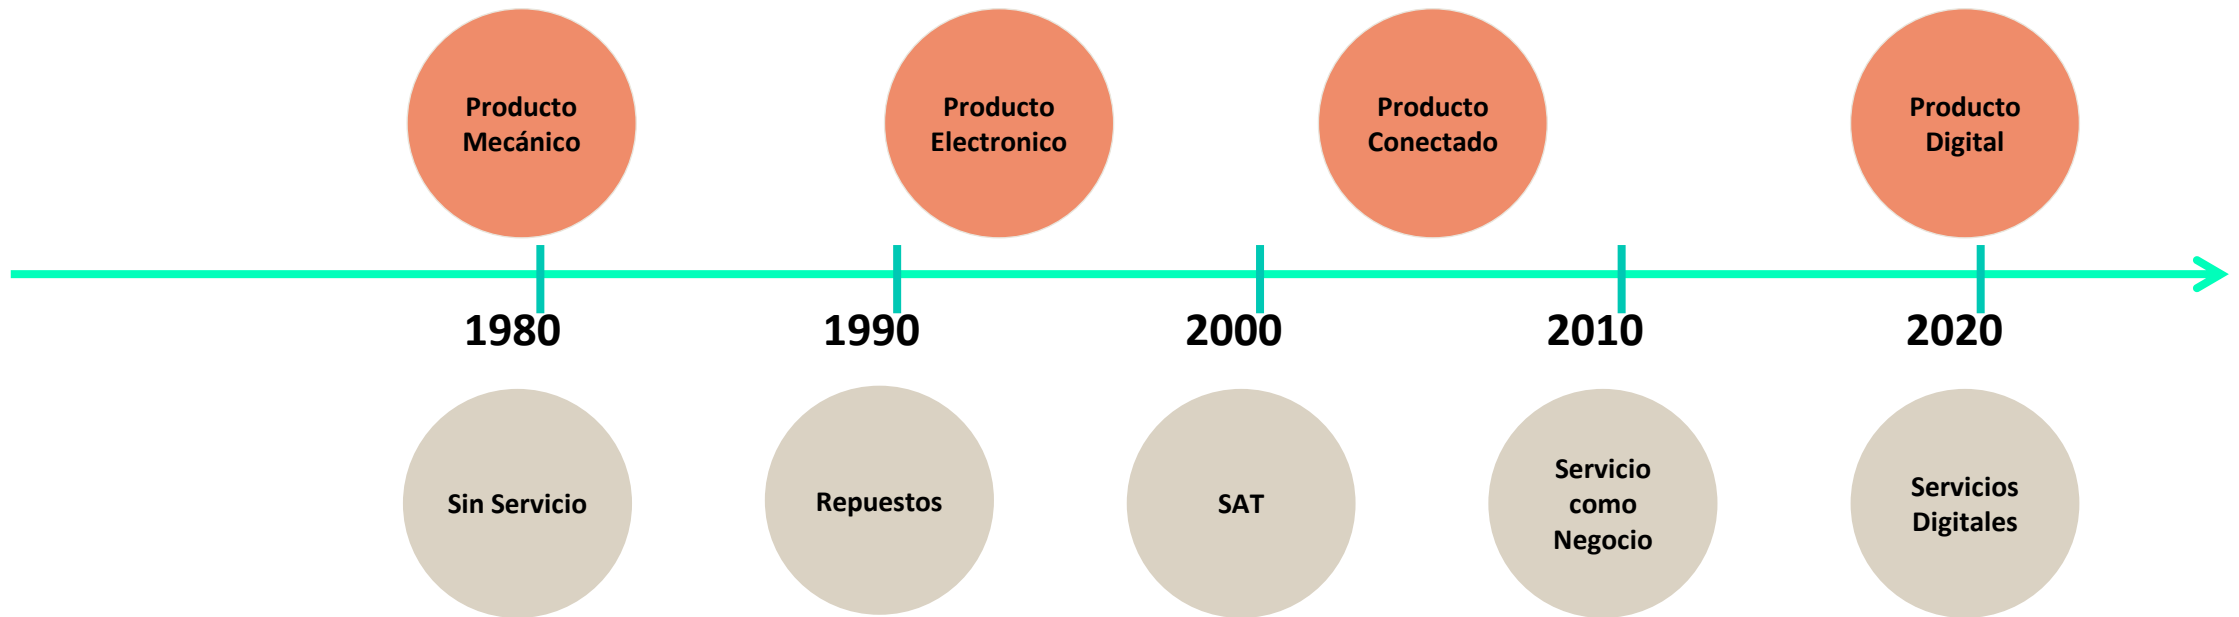 Producto
Mecánico
Producto
Electronico
Producto
Conectado
Producto
Digital
1980
1990
2000
2010
2020
Sin Servicio
Repuestos
SAT
Servicio
como
Negocio
Servicios
Digitales